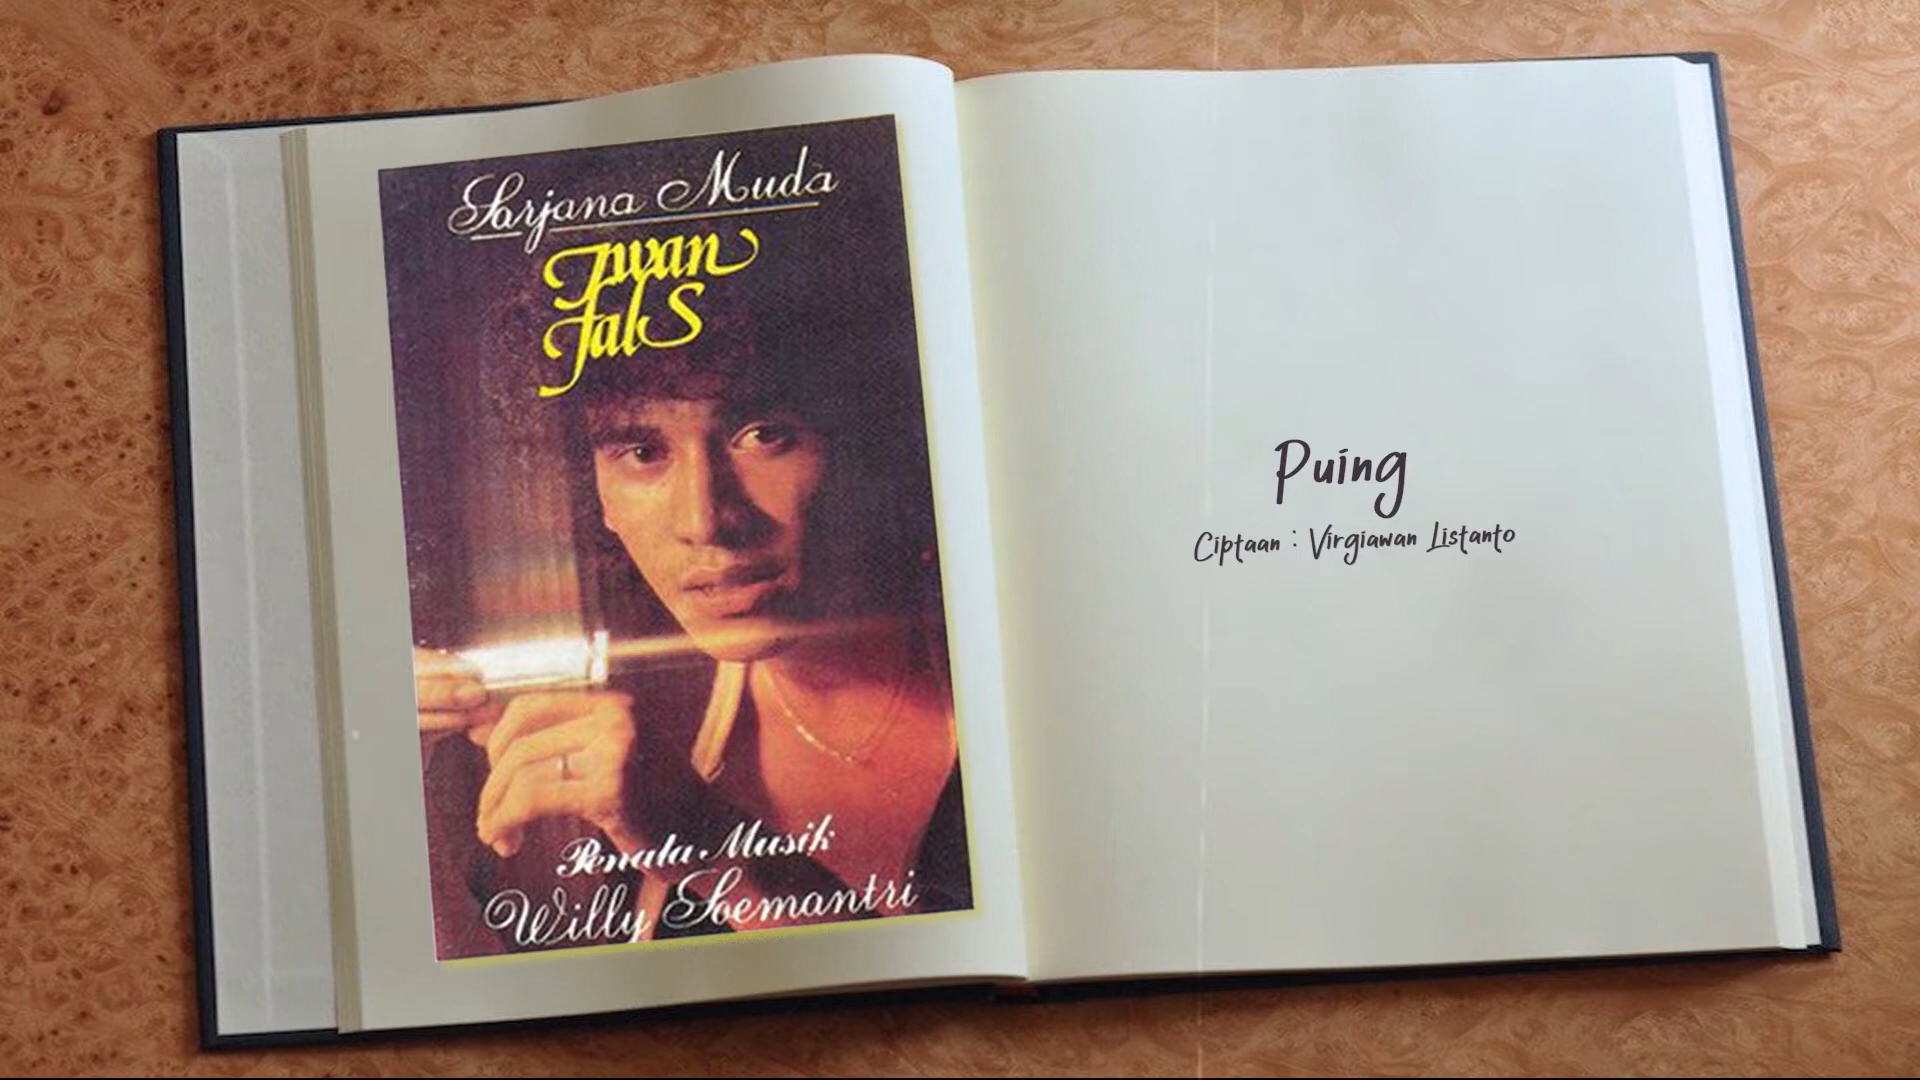 Sarjana Muda
Iwan
Fals
Penata Musik
Willy Soemantri
Puing
Ciptaan : Virgiawan Listanto